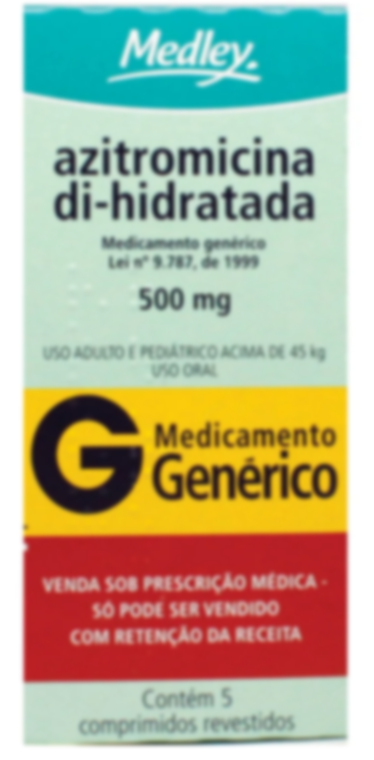 Medley.
azitromicina
di-hidratada
Medicamento genérico
Lei nº 9.787, de 1999
500 mg
USO ADULTO E PEDIÁTRICO ACIMA DE 45 kg
USO ORAL
G Medicamento
Genérico
VENDA SOB PRESCRIÇÃO MÉDICA -
SÓ PODE SER VENDIDO
COM RETENÇÃO DA RECEITA
Contém 5
comprimidos revestidos